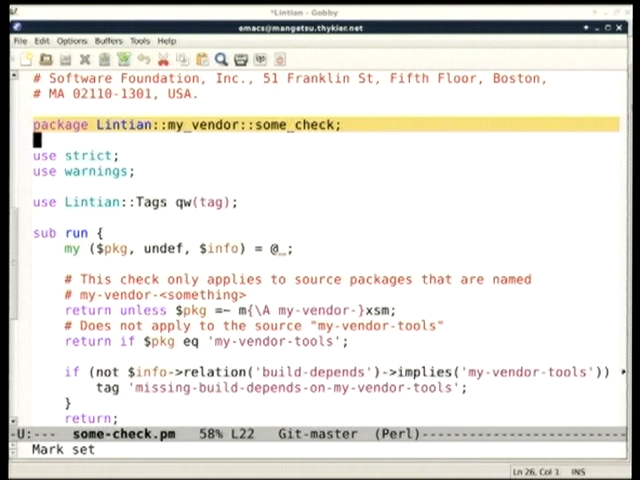 *Lintian - Gobby
emacs@mangetsu.thykier.net
File Edit Options Buffers Tools Help
# Software Foundation, Inc., 51 Franklin St, Fifth Floor, Boston,
# MA 02110-1301, USA.
package Lintian::my_vendor::some_check;
use strict;
use warnings;
use Lintian::Tags qw(tag);
sub run {
my ($pkg, undef, $info) = @_;
# This check only applies to source packages that are named
# my-vendor-<something>
return unless $pkg =~ m{\A my-vendor-}xsm;
# Does not apply to the source "my-vendor-tools"
return if $pkg eq 'my-vendor-tools';
if (not $info->relation('build-depends')->implies('my-vendor-tools'))
tag 'missing-build-depends-on-my-vendor-tools';
}
return;
-U:--- some-check.pm 58% L22 Git-master (Perl)
Mark set
Ln 26, Col 1 INS